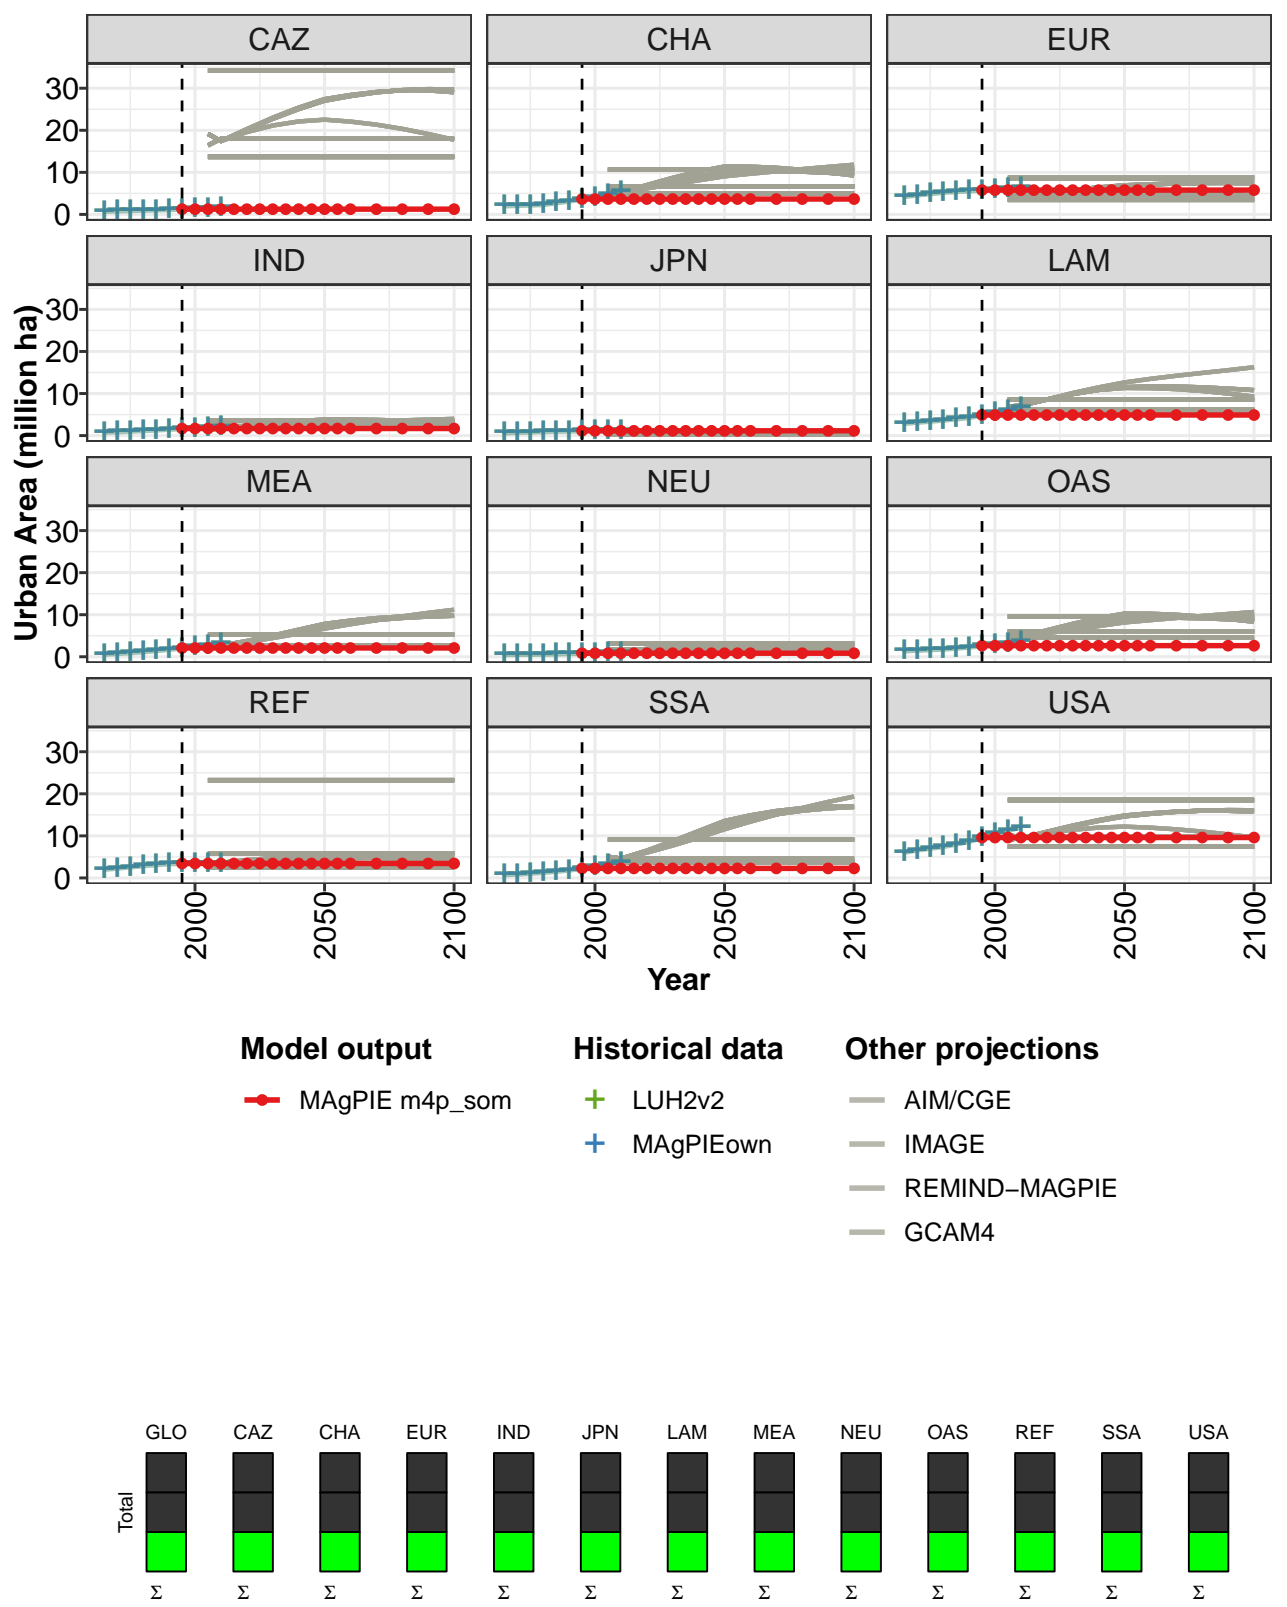 CAZ CHA EUR
30
20
10
0
IND JPN LAM
30
20
10
0
MEA NEU OAS
30
20
10
0
REF SSA USA
30
20
10
0
Urban Area (million ha)
2000 2050 2100 2000 2050 2100 2000 2050 2100
Year
Model output Historical data Other projections
MAgPIE m4p_som LUH2v2 AIM/CGE
MAgPIEown IMAGE
REMIND−MAGPIE
GCAM4
GLO CAZ CHA EUR IND JPN LAM MEA NEU OAS REF SSA USA
Total
Σ Σ Σ Σ Σ Σ Σ Σ Σ Σ Σ Σ Σ